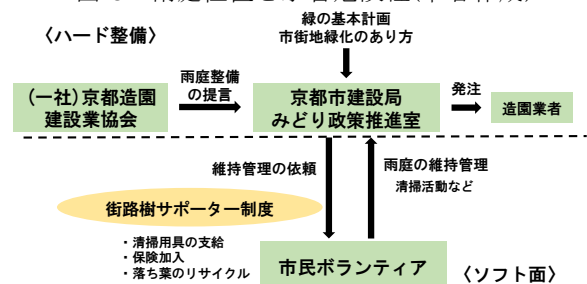 緑の基本計画
市街地緑化のあり方
〈ハード整備〉
(一社)京都造園
建設業協会
雨庭整備
の提言
京都市建設局
みどり政策推進室
発注
造園業者
維持管理の依頼
雨庭の維持管理
清掃活動など
街路樹サポーター制度
・清掃用具の支給
・保険加入
・落ち葉のリサイクル
市民ボランティア
〈ソフト面〉